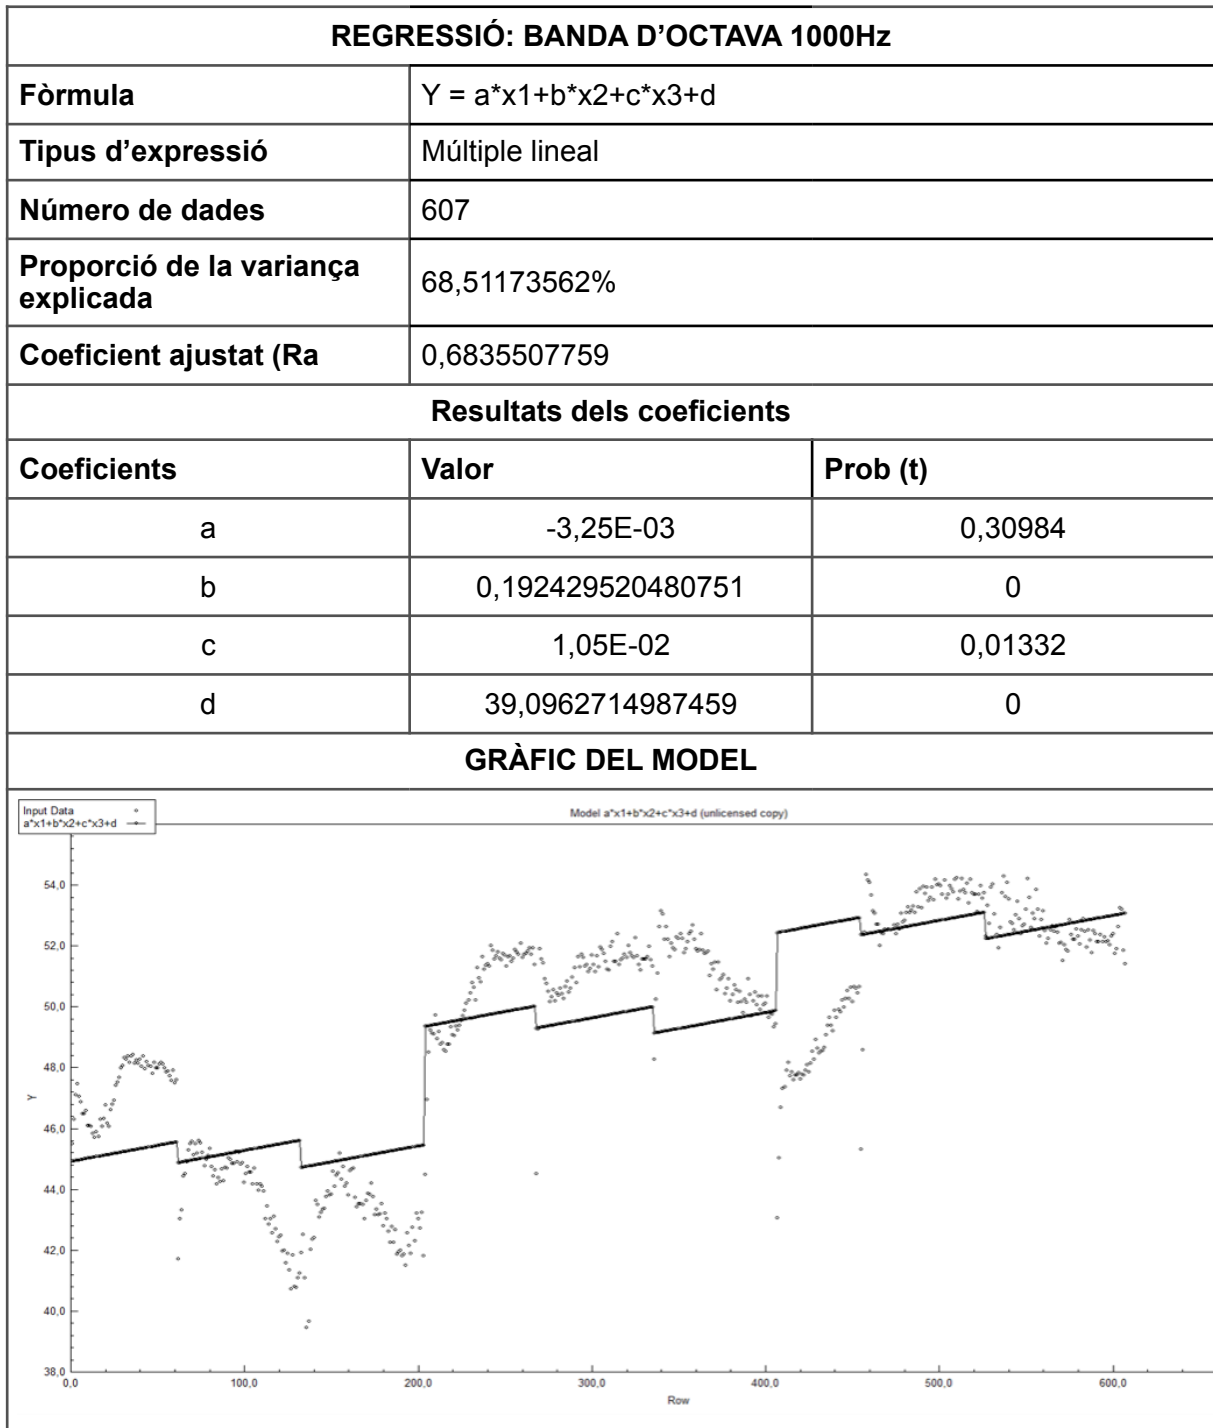 REGRESSIÓ: BANDA D’OCTAVA 1000Hz
Fòrmula Y = a*x1+b*x2+c*x3+d
Tipus d’expressió Múltiple lineal
Número de dades 607
Proporció de la variança
explicada 68,51173562%
Coeficient ajustat (Ra 0,6835507759
Resultats dels coeficients
Coeficients Valor Prob (t)
a -3,25E-03 0,30984
b 0,192429520480751 0
c 1,05E-02 0,01332
d 39,0962714987459 0
GRÀFIC DEL MODEL
Input Data
a*x1+b*x2+c*x3+d
Model a*x1+b*x2+c*x3+d (unlicensed copy)
54,0
52,0
50,0
48,0
46,0
44,0
42,0
40,0
38,0
Y
0,0 100,0 200,0 300,0 400,0 500,0 600,0
Row